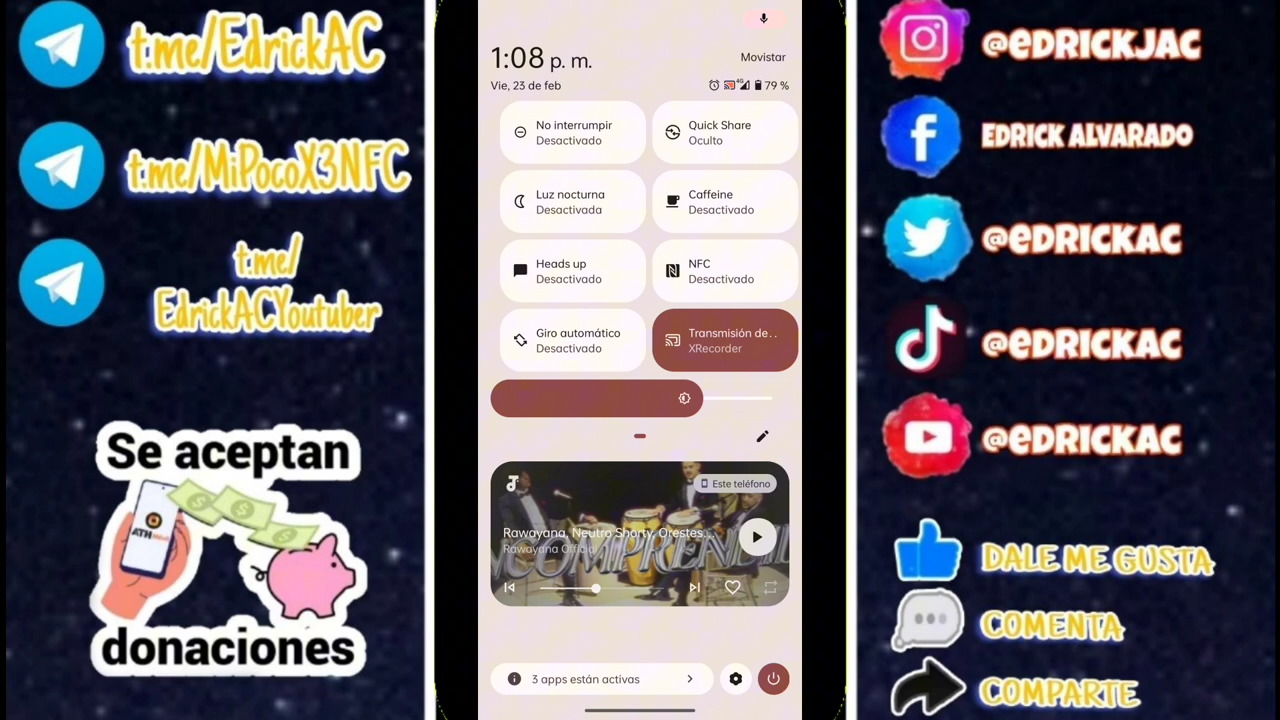 t.me/EdrickAC
t.me/MiPocoX3NFC
t.me/
EdrickACYoutuber
Se aceptan
ATH
donaciones
1:08 p. m.
Movistar
Vie, 23 de feb
4G
79 %
No interrumpir
Desactivado
Quick Share
Oculto
Luz nocturna
Desactivada
Caffeine
Desactivado
Heads up
Desactivado
NFC
Desactivado
Giro automático
Desactivado
Transmisión de..
XRecorder
Este teléfono
Rawayana, Neutro Shorty, Orestes...
Rawayana Official
3 apps están activas
@EDRICKJAC
EDRICK ALVARADO
@EDRICKAC
@EDRICKAC
@EDRICKAC
DALE ME GUSTA
COMENTA
COMPARTE